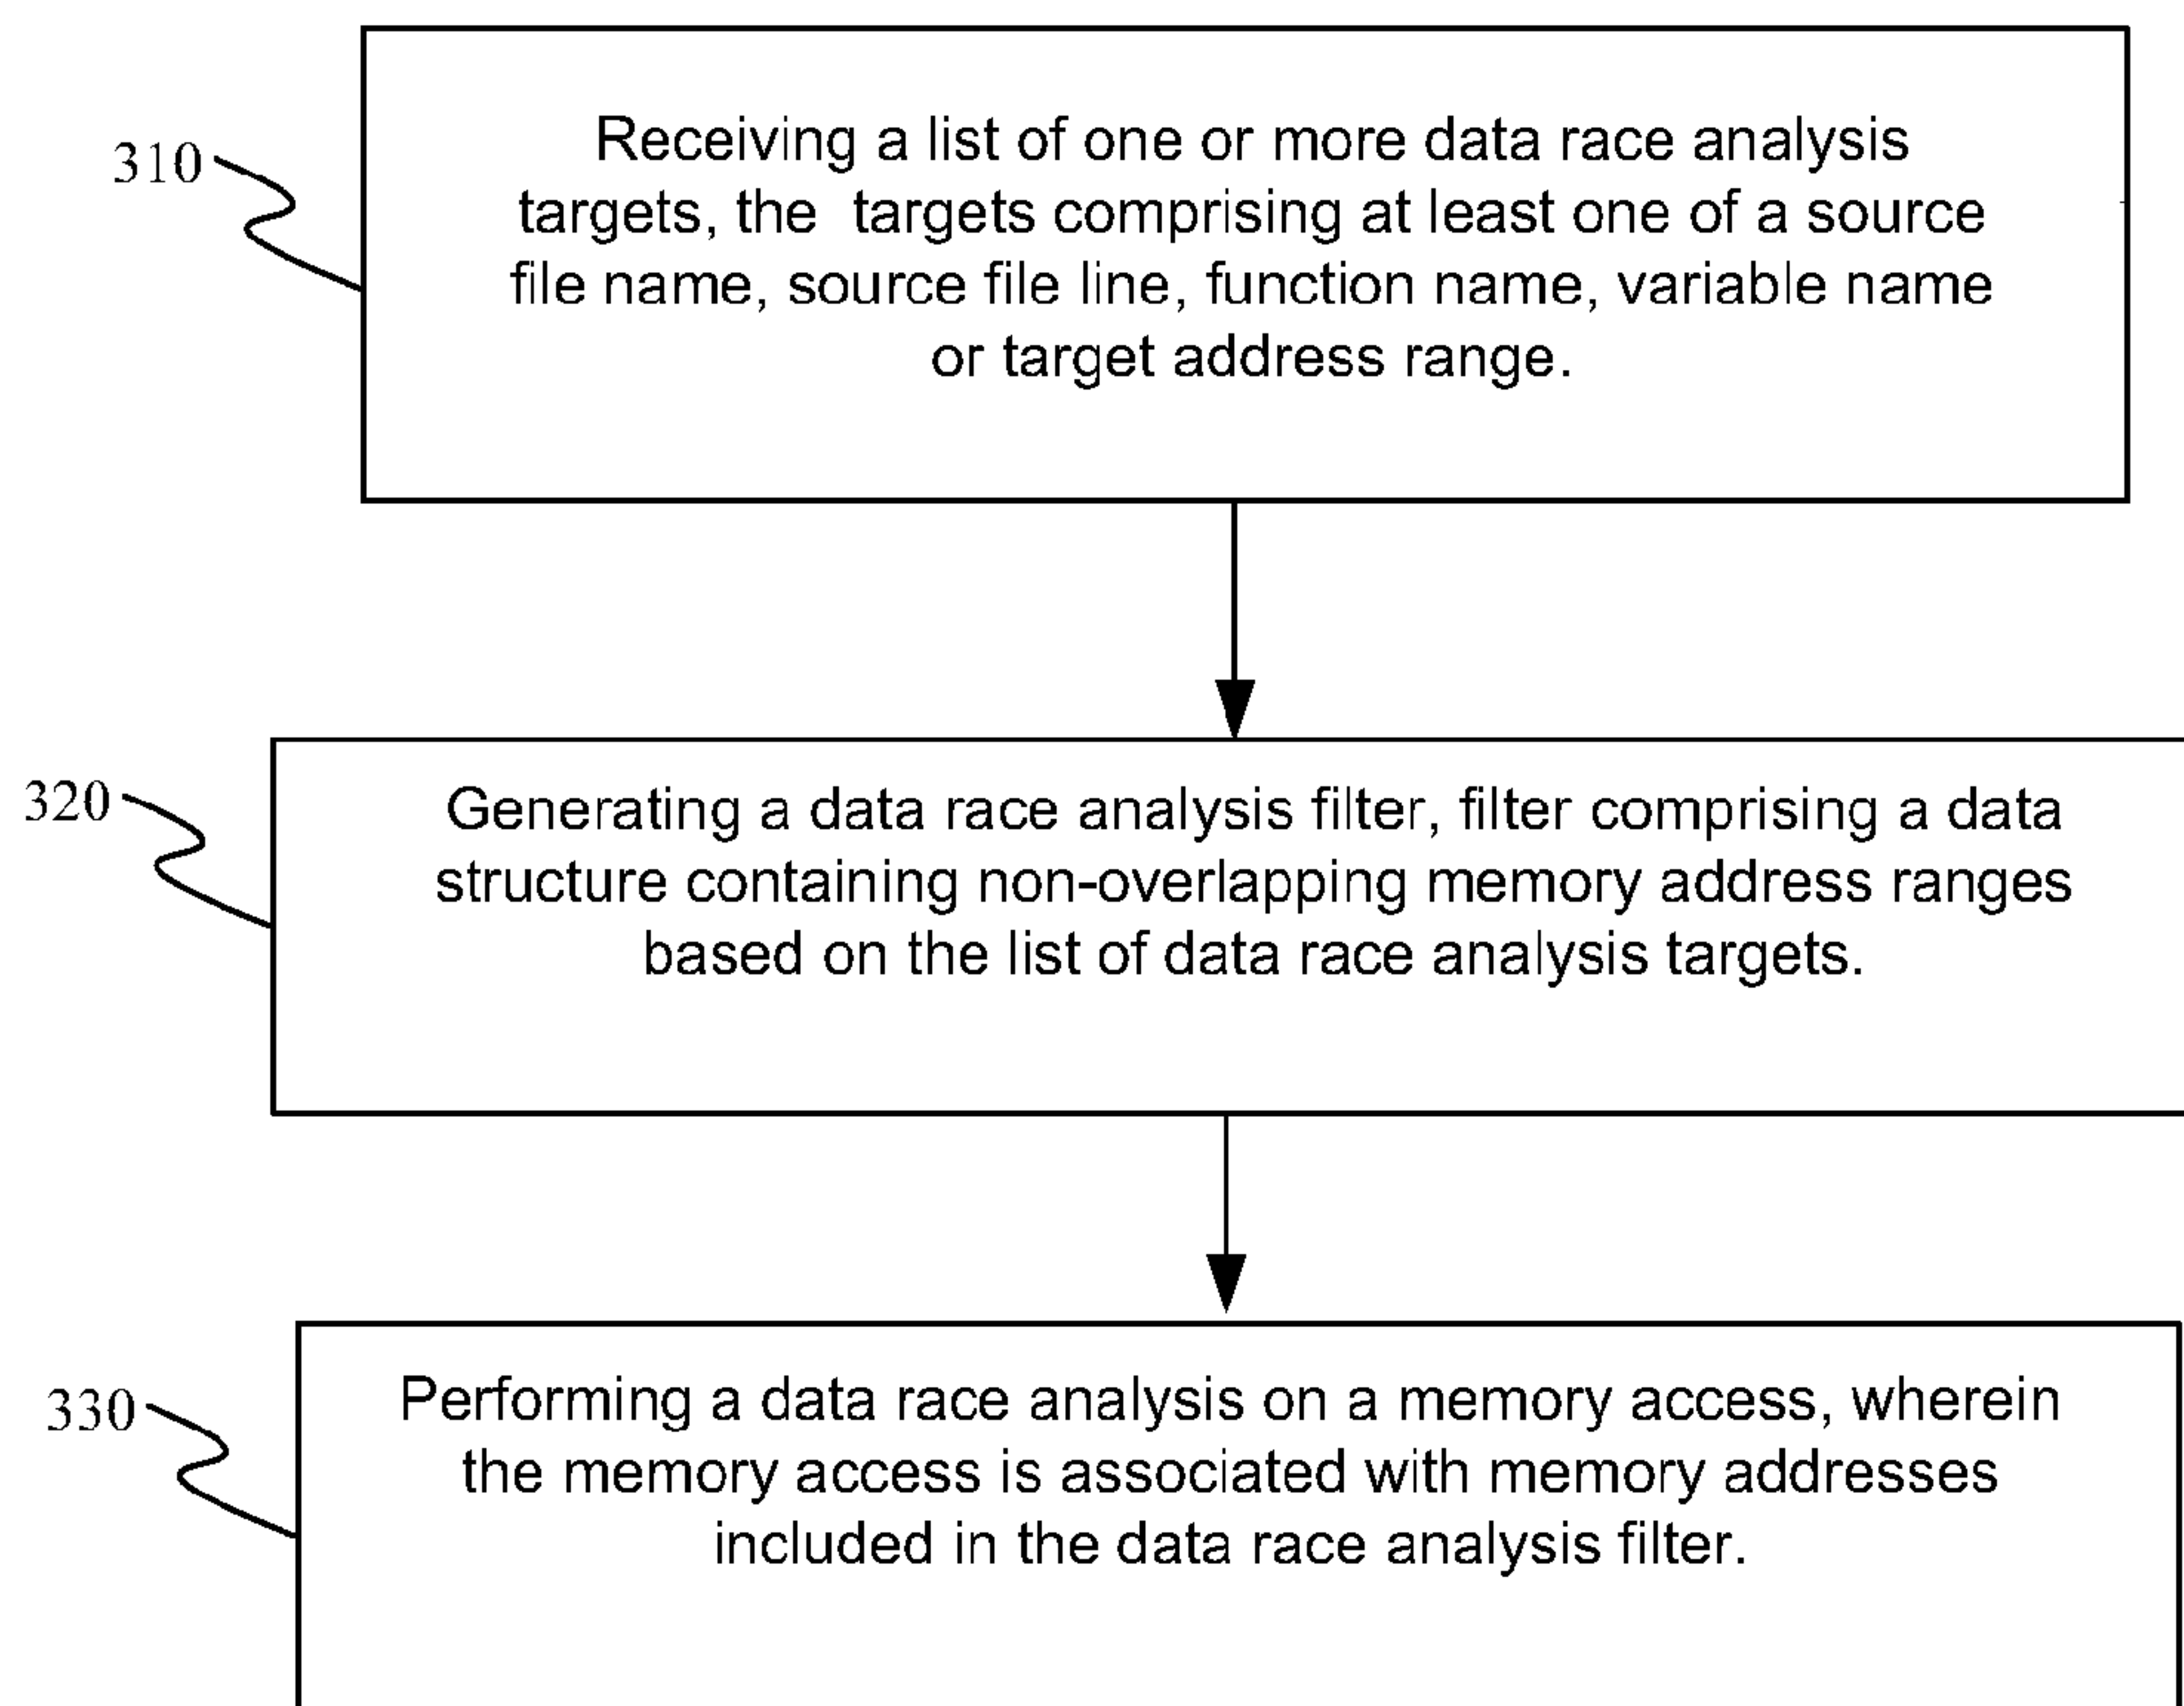 310
Receiving a list of one or more data race analysis
targets, the targets comprising at least one of a source
file name, source file line, function name, variable name
or target address range.
320
Generating a data race analysis filter, filter comprising a data
structure containing non-overlapping memory address ranges
based on the list of data race analysis targets.
330
Performing a data race analysis on a memory access, wherein
the memory access is associated with memory addresses
included in the data race analysis filter.